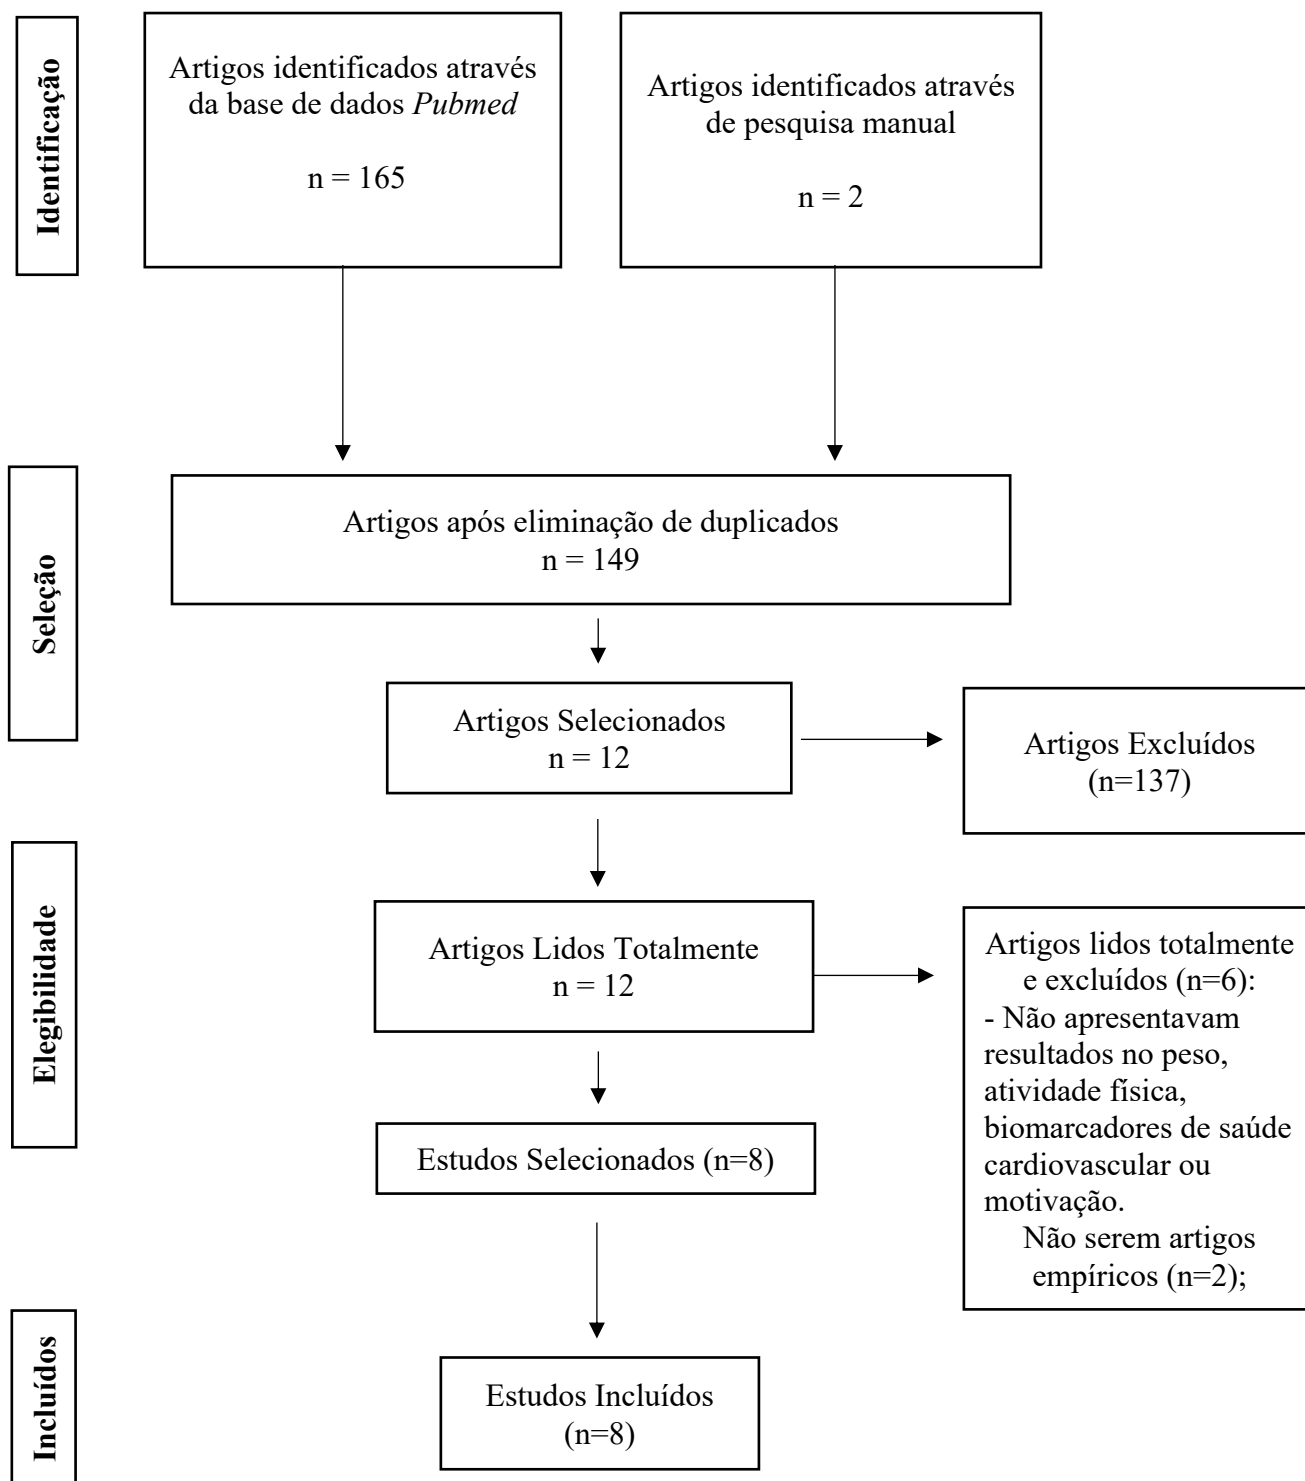 Identificação
Artigos identificados através
da base de dados Pubmed
n = 165
Artigos identificados através
de pesquisa manual
n = 2
Seleção
Artigos após eliminação de duplicados
n = 149
Artigos Selecionados
n = 12
Artigos Excluídos
(n=137)
Elegibilidade
Artigos Lidos Totalmente
n = 12
Artigos lidos totalmente
e excluídos (n=6):
- Não apresentavam
resultados no peso,
atividade física,
biomarcadores de saúde
cardiovascular ou
motivação.
Não serem artigos
empíricos (n=2);
Estudos Selecionados (n=8)
Incluídos
Estudos Incluídos
(n=8)